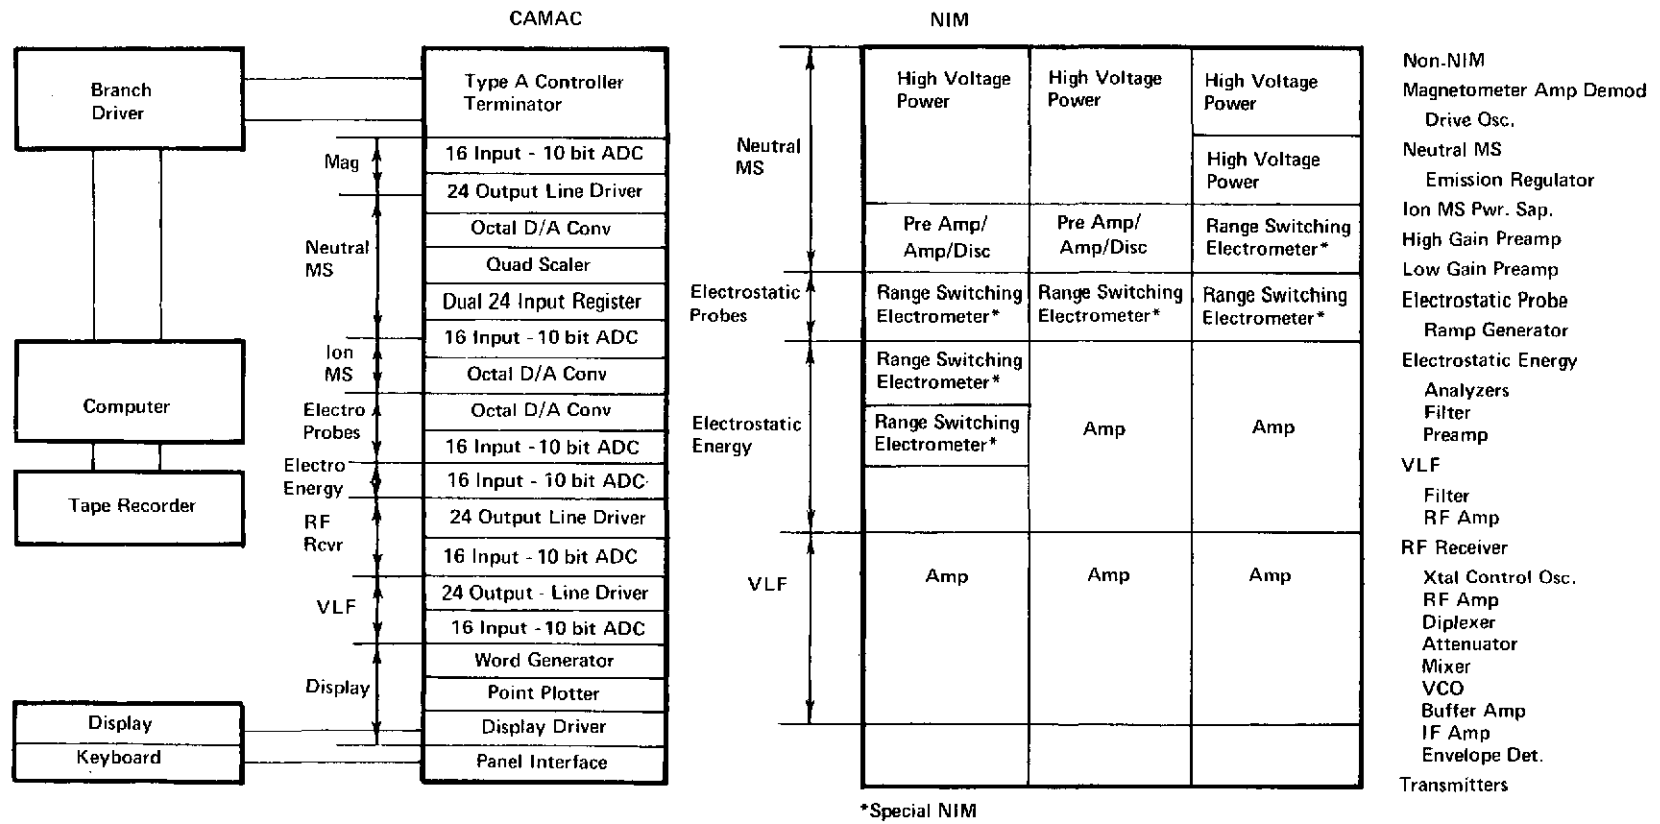 CAMAC
NIM
Branch
Driver
Computer
Tape Recorder
Display
Keyboard
Mag
Neutral
MS
Ion
MS
Electro
Probes
Electro
Energy
RF
Rcvr
VLF
Display
Type A Controller
Terminator
16 Input - 10 bit ADC
24 Output Line Driver
Octal D/A Conv
Quad Scaler
Dual 24 Input Register
16 Input - 10 bit ADC
Octal D/A Conv
Octal D/A Conv
16 Input - 10 bit ADC
16 Input - 10 bit ADC
24 Output Line Driver
16 Input - 10 bit ADC
24 Output - Line Driver
16 Input - 10 bit ADC
Word Generator
Point Plotter
Display Driver
Panel Interface
Neutral
MS
Electrostatic
Probes
Electrostatic
Energy
VLF
High Voltage
Power
High Voltage
Power
High Voltage
Power
High Voltage
Power
Pre Amp/
Amp/Disc
Pre Amp/
Amp/Disc
Range Switching
Electrometer*
Range Switching
Electrometer*
Range Switching
Electrometer*
Range Switching
Electrometer*
Range Switching
Electrometer*
Range Switching
Electrometer*
Amp
Amp
Amp
Amp
Amp
*Special NIM
Non-NIM
Magnetometer Amp Demod
Drive Osc.
Neutral MS
Emission Regulator
Ion MS Pwr. Sap.
High Gain Preamp
Low Gain Preamp
Electrostatic Probe
Ramp Generator
Electrostatic Energy
Analyzers
Filter
Preamp
VLF
Filter
RF Amp
RF Receiver
Xtal Control Osc.
RF Amp
Diplexer
Attenuator
Mixer
VCO
Buffer Amp
IF Amp
Envelope Det.
Transmitters